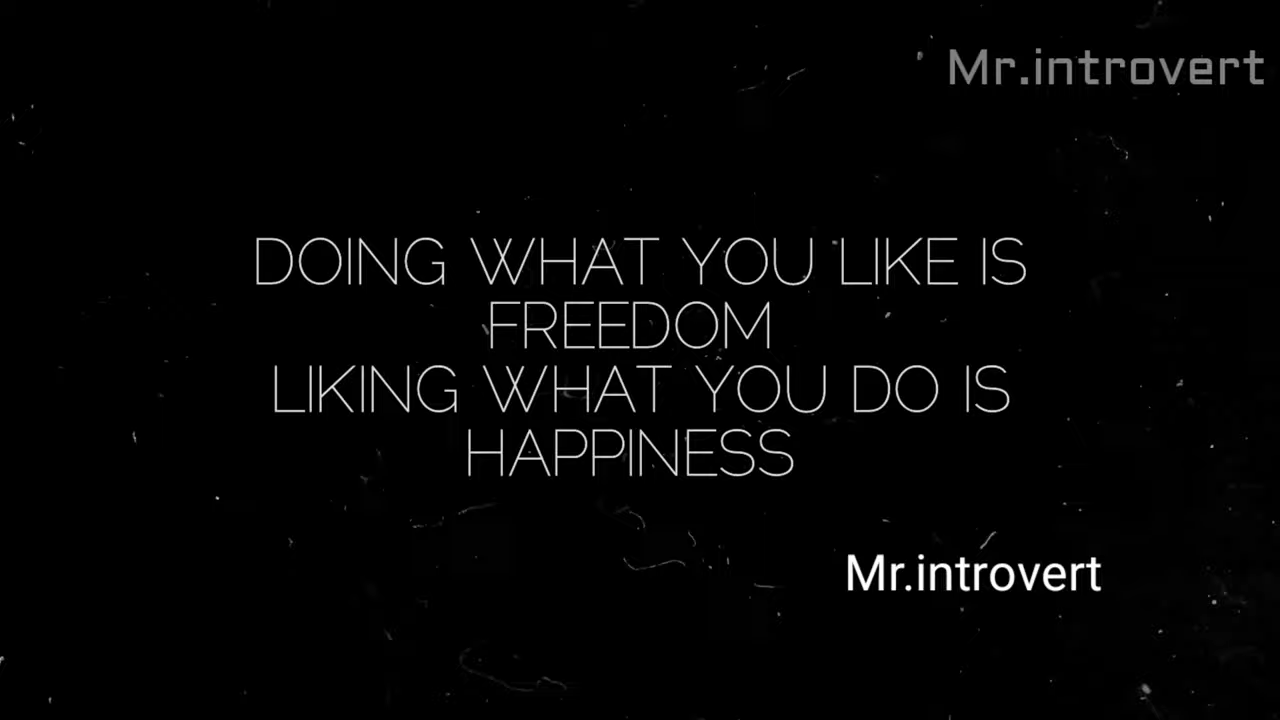 Mr.introvert
DOING WHAT YOU LIKE IS
FREEDOM
LIKING WHAT YOU DO IS
HAPPINESS
Mr.introvert